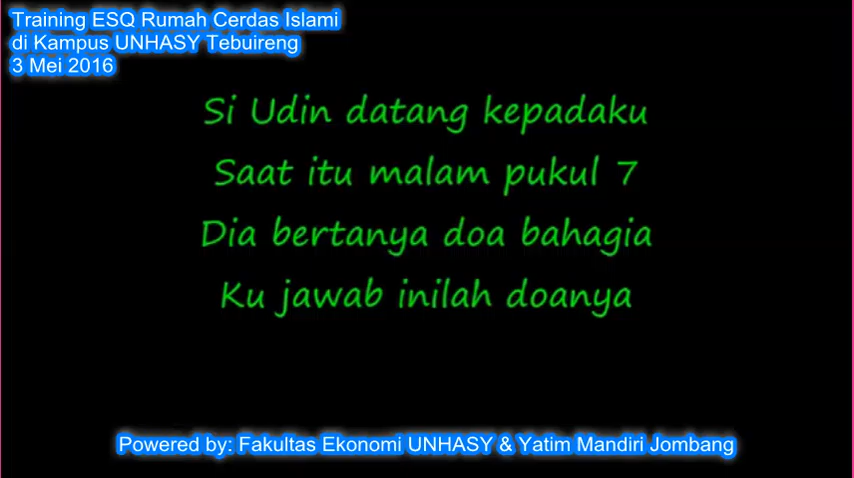 Training ESQ Rumah Cerdas Islami
di Kampus UNHASY Tebuireng
3 Mei 2016
Si Udin datang kepadaku
Saat itu malam pukul 7
Dia bertanya doa bahagia
Ku jawab inilah doanya
Powered by: Fakultas Ekonomi UNHASY & Yatim Mandiri Jombang